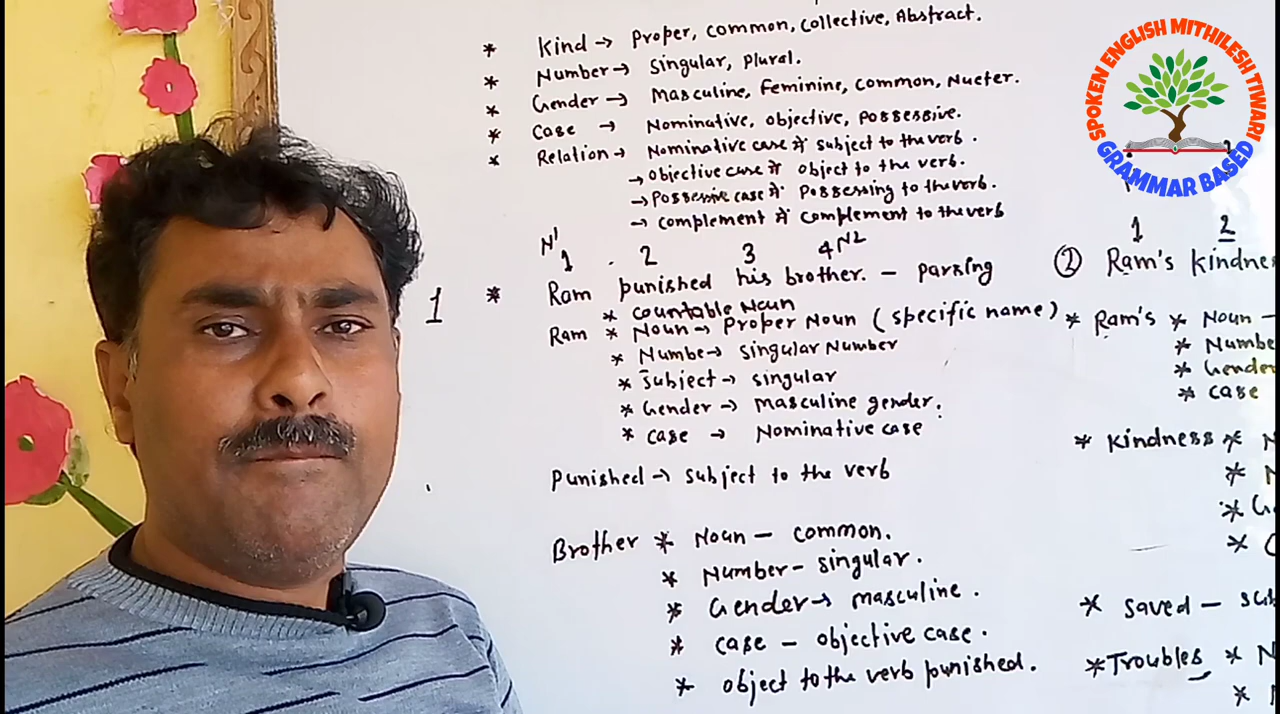 * Kind → Proper, common, collective, Abstract.
* Number → Singular, Plural.
* Gender → Masculine, Feminine, Common, Nueter.
* Case → Nominative, objective, possessive.
* Relation → Nominative case में subject to the verb.
→ objective case में object to the verb.
→ Possessive case में Possessing to the verb.
→ complement में complement to the verb
N1 N2
1 2 3 4
1 * Ram punished his brother. – parsing
* countable Noun
Ram * Noun → Proper Noun (specific name)
* Numbe → singular Number
* Subject → singular
* Gender → masculine gender.
* case → Nominative case
Punished → subject to the verb
Brother * Noun – common.
* Number – singular.
* Gender → masculine.
* case – objective case.
* object to the verb punished.
SPOKEN ENGLISH MITHILESH TIWARI
GRAMMAR BASED
1 2
② Ram's kindnes
* Ram's * Noun –
* Numbe
* Gender
* case
* kindness * N
* N
* G
* C
* saved – sub
* Troubles * N
*